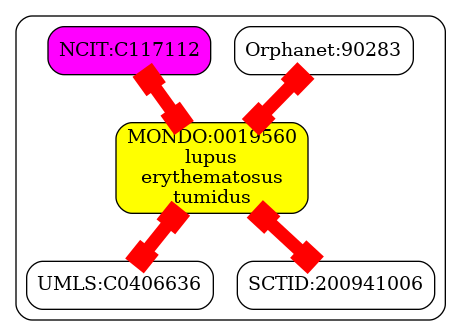 NCIT:C117112
Orphanet:90283
MONDO:0019560
lupus
erythematosus
tumidus
UMLS:C0406636
SCTID:200941006